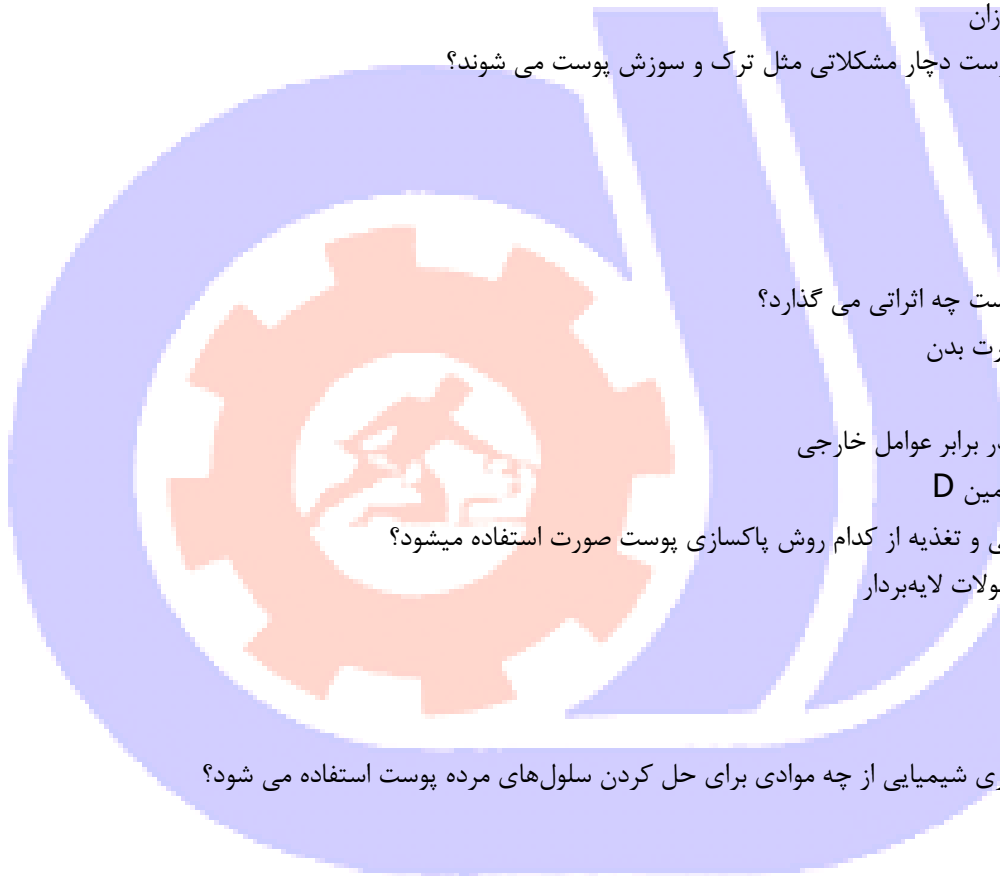 وست دچار مشکلاتی مثل ترک و سوزش پوست می شوند؟
ست چه اثراتی می گذارد؟
رت بدن
در برابر عوامل خارجی
مین D
ی و تغذیه از کدام روش پاکسازی پوست صورت استفاده میشود؟
ولات لایه‌بردار
ری شیمیایی از چه موادی برای حل کردن سلول‌های مرده پوست استفاده می شود؟